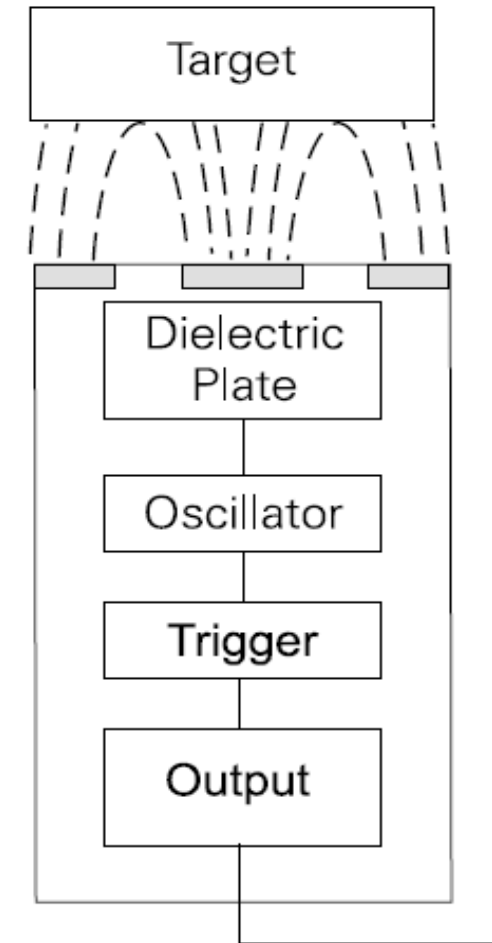 Target
Dielectric
Plate
Oscillator
Trigger
Output